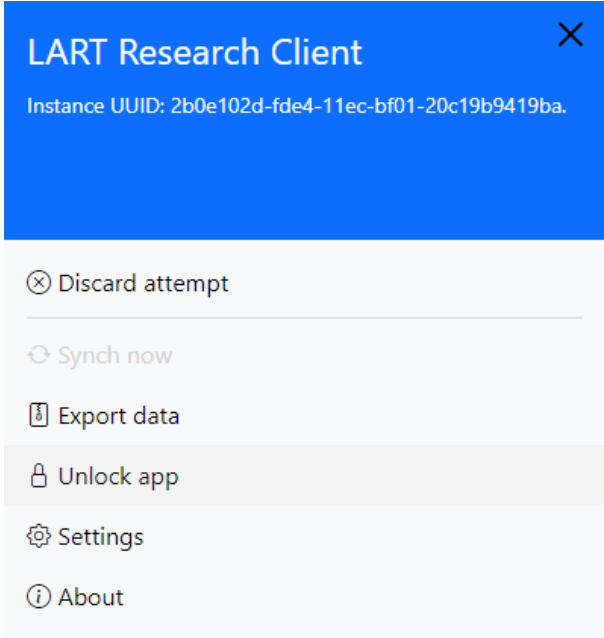 LART Research Client
Instance UUID: 2b0e102d-fde4-11ec-bf01-20c19b9419ba.
Discard attempt
Synch now
Export data
Unlock app
Settings
About